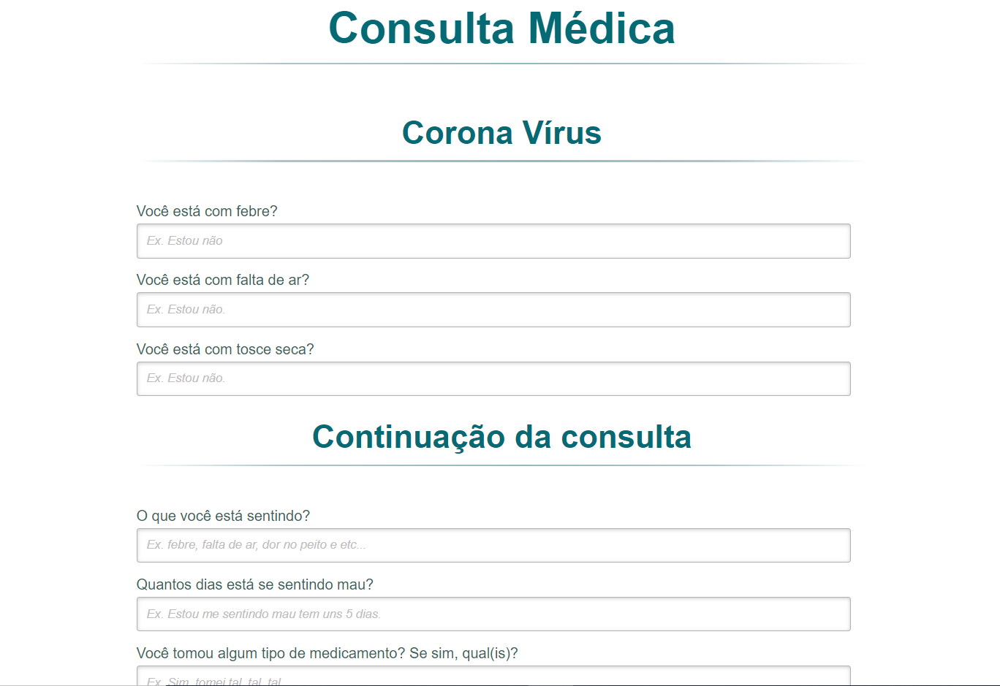 Consulta Médica
Corona Vírus
Você está com febre?
Ex. Estou não
Você está com falta de ar?
Ex. Estou não.
Você está com tosce seca?
Ex. Estou não.
Continuação da consulta
O que você está sentindo?
Ex. febre, falta de ar, dor no peito e etc...
Quantos dias está se sentindo mau?
Ex. Estou me sentindo mau tem uns 5 dias.
Você tomou algum tipo de medicamento? Se sim, qual(is)?
Ex. Sim, tomei tal, tal, tal